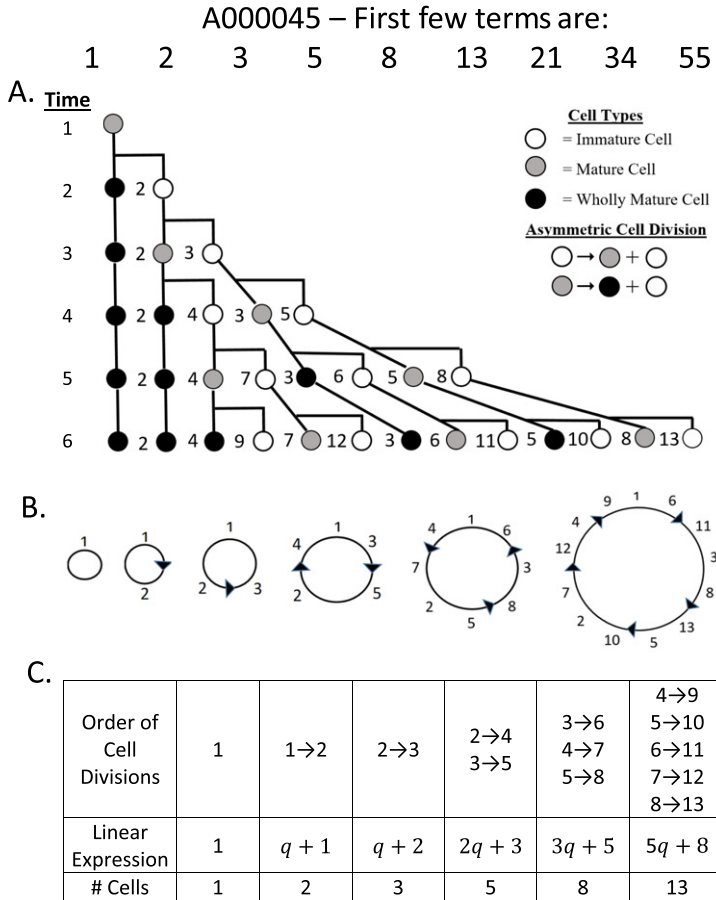 A000045 – First few terms are:
1 2 3 5 8 13 21 34 55
A.
Time
1
2 2
3 2 3
4 2 4 3 5
5 2 4 7 3 6 5 8
6 2 4 9 7 12 3 6 11 5 10 8 13
Cell Types
= Immature Cell
= Mature Cell
= Wholly Mature Cell
Asymmetric Cell Division
→ +
→ +
B.
1
1 2
1 2 3
1 3 5 2 4
1 6 3 8 5 2 7 4
1 6 11 3 8 13 5 10 2 7 12 4 9
C.
Order of Cell Divisions
1
1→2
2→3
2→4
3→5
3→6
4→7
5→8
4→9
5→10
6→11
7→12
8→13
Linear Expression
1 q + 1 q + 2 2q + 3 3q + 5 5q + 8
# Cells 1 2 3 5 8 13